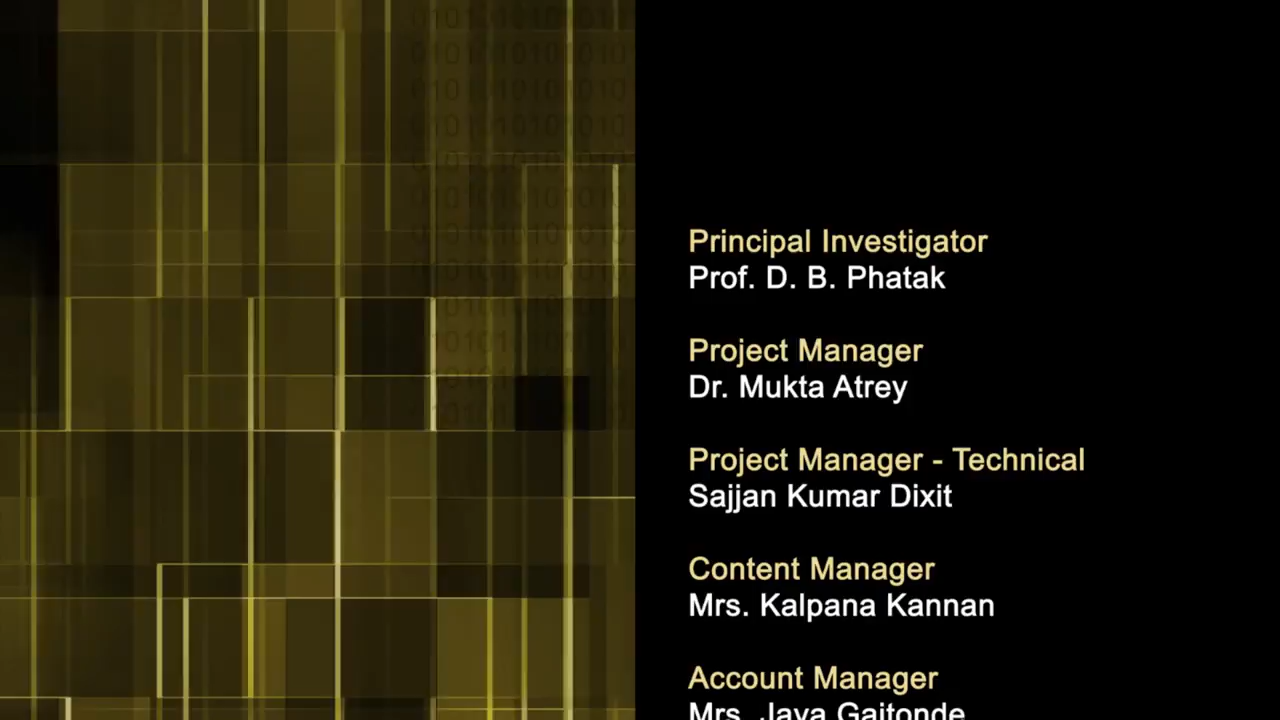 Principal Investigator
Prof. D. B. Phatak
Project Manager
Dr. Mukta Atrey
Project Manager - Technical
Sajjan Kumar Dixit
Content Manager
Mrs. Kalpana Kannan
Account Manager
Mrs. Jaya Gaitonde